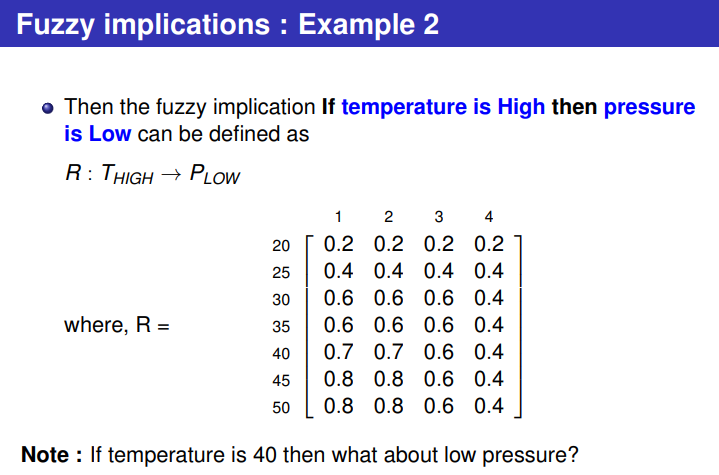 Fuzzy implications : Example 2
Then the fuzzy implication If temperature is High then pressure
is Low can be defined as
R : T_HIGH → P_LOW
1 2 3 4
20 0.2 0.2 0.2 0.2
25 0.4 0.4 0.4 0.4
30 0.6 0.6 0.6 0.4
where, R = 35 0.6 0.6 0.6 0.4
40 0.7 0.7 0.6 0.4
45 0.8 0.8 0.6 0.4
50 0.8 0.8 0.6 0.4
Note : If temperature is 40 then what about low pressure?